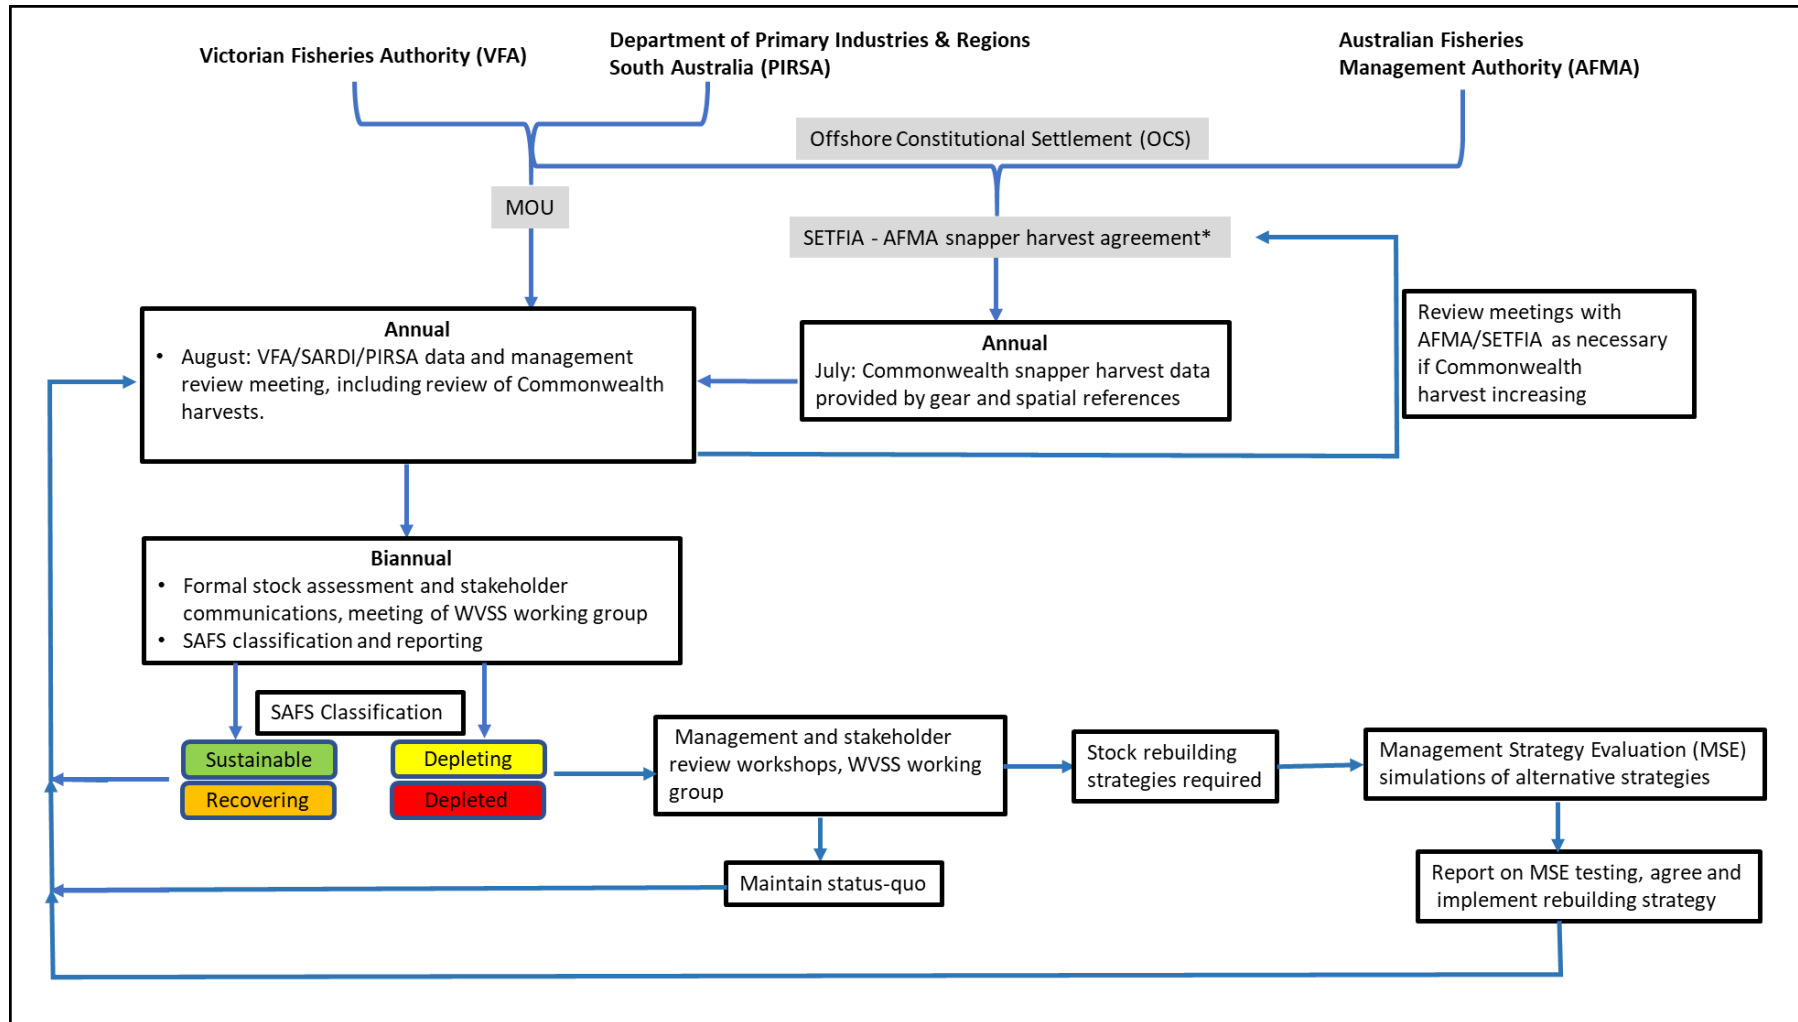 Victorian Fisheries Authority (VFA)
Department of Primary Industries & Regions
South Australia (PIRSA)
Australian Fisheries
Management Authority (AFMA)
Offshore Constitutional Settlement (OCS)
MOU
SETFIA - AFMA snapper harvest agreement*
Annual
• August: VFA/SARDI/PIRSA data and management
review meeting, including review of Commonwealth
harvests.
Annual
July: Commonwealth snapper harvest data
provided by gear and spatial references
Review meetings with
AFMA/SETFIA as necessary
if Commonwealth
harvest increasing
Biannual
• Formal stock assessment and stakeholder
communications, meeting of WVSS working group
• SAFS classification and reporting
SAFS Classification
Sustainable
Recovering
Depleting
Depleted
Management and stakeholder
review workshops, WVSS working
group
Stock rebuilding
strategies required
Management Strategy Evaluation (MSE)
simulations of alternative strategies
Maintain status-quo
Report on MSE testing, agree and
implement rebuilding strategy